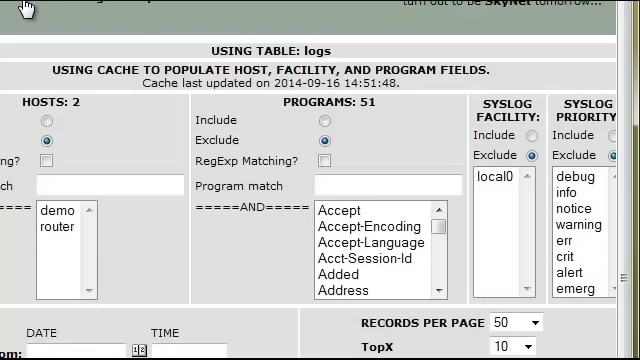 turn out to be SkyNet tomorrow...
USING TABLE: logs
USING CACHE TO POPULATE HOST, FACILITY, AND PROGRAM FIELDS.
Cache last updated on 2014-09-16 14:51:48.
HOSTS: 2
demo
router
PROGRAMS: 51
Include
Exclude
RegExp Matching?
Program match
=====AND=====
Accept
Accept-Encoding
Accept-Language
Acct-Session-Id
Added
Address
SYSLOG
FACILITY:
Include
Exclude
local0
SYSLOG
PRIORITY
Include
Exclude
debug
info
notice
warning
err
crit
alert
emerg
DATE
TIME
RECORDS PER PAGE 50
TopX 10